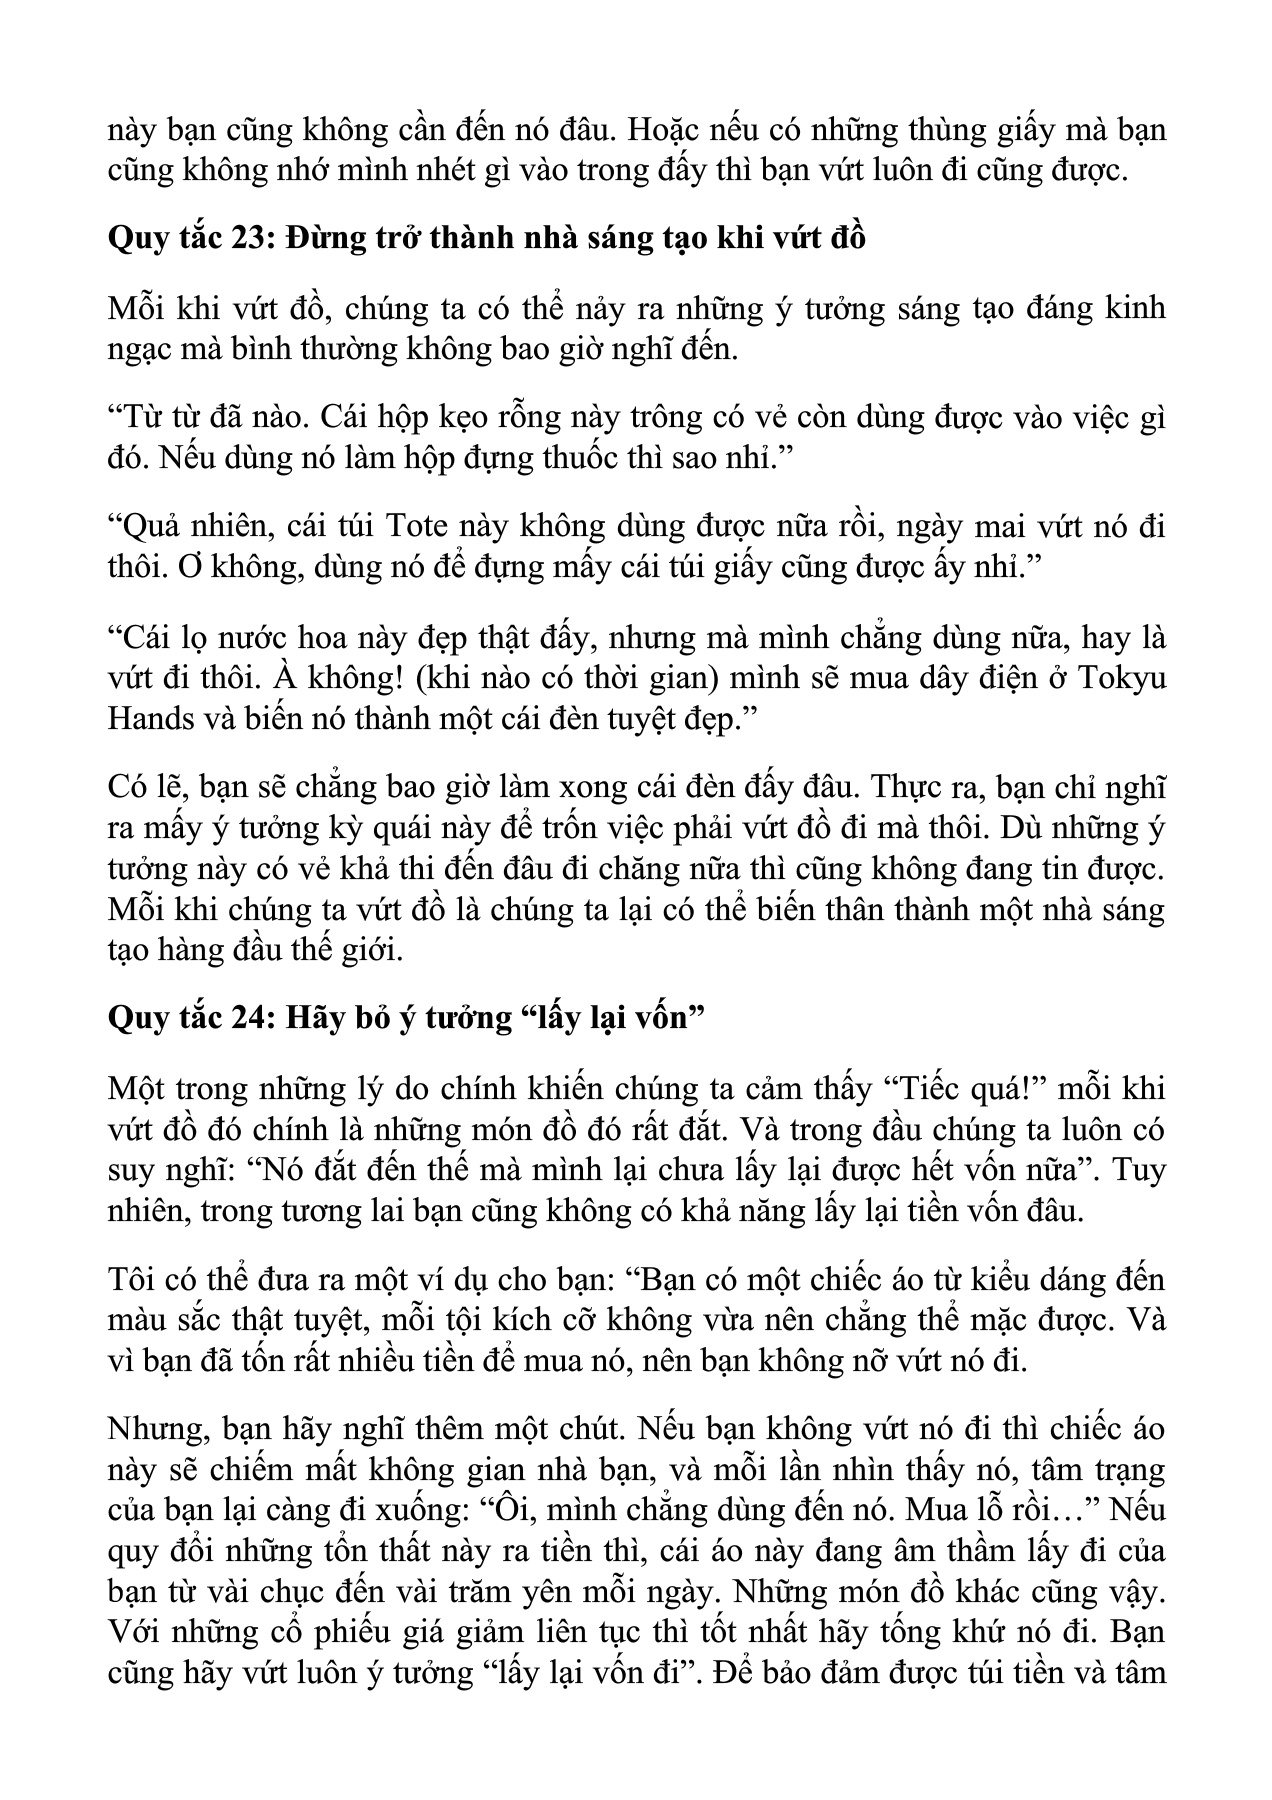 này bạn cũng không cần đến nó đâu. Hoặc nếu có những thùng giấy mà bạn
cũng không nhớ mình nhét gì vào trong đấy thì bạn vứt luôn đi cũng được.
Quy tắc 23: Đừng trở thành nhà sáng tạo khi vứt đồ
Mỗi khi vứt đồ, chúng ta có thể nảy ra những ý tưởng sáng tạo đáng kinh
ngạc mà bình thường không bao giờ nghĩ đến.
“Từ từ đã nào. Cái hộp kẹo rỗng này trông có vẻ còn dùng được vào việc gì
đó. Nếu dùng nó làm hộp đựng thuốc thì sao nhỉ.”
“Quả nhiên, cái túi Tote này không dùng được nữa rồi, ngày mai vứt nó đi
thôi. Ơ không, dùng nó để đựng mấy cái túi giấy cũng được ấy nhỉ.”
“Cái lọ nước hoa này đẹp thật đấy, nhưng mà mình chẳng dùng nữa, hay là
vứt đi thôi. À không! (khi nào có thời gian) mình sẽ mua dây điện ở Tokyu
Hands và biến nó thành một cái đèn tuyệt đẹp.”
Có lẽ, bạn sẽ chẳng bao giờ làm xong cái đèn đấy đâu. Thực ra, bạn chỉ nghĩ
ra mấy ý tưởng kỳ quái này để trốn việc phải vứt đồ đi mà thôi. Dù những ý
tưởng này có vẻ khả thi đến đâu đi chăng nữa thì cũng không đang tin được.
Mỗi khi chúng ta vứt đồ là chúng ta lại có thể biến thân thành một nhà sáng
tạo hàng đầu thế giới.
Quy tắc 24: Hãy bỏ ý tưởng “lấy lại vốn”
Một trong những lý do chính khiến chúng ta cảm thấy “Tiếc quá!” mỗi khi
vứt đồ đó chính là những món đồ đó rất đắt. Và trong đầu chúng ta luôn có
suy nghĩ: “Nó đắt đến thế mà mình lại chưa lấy lại được hết vốn nữa”. Tuy
nhiên, trong tương lai bạn cũng không có khả năng lấy lại tiền vốn đâu.
Tôi có thể đưa ra một ví dụ cho bạn: “Bạn có một chiếc áo từ kiểu dáng đến
màu sắc thật tuyệt, mỗi tội kích cỡ không vừa nên chẳng thể mặc được. Và
vì bạn đã tốn rất nhiều tiền để mua nó, nên bạn không nỡ vứt nó đi.
Nhưng, bạn hãy nghĩ thêm một chút. Nếu bạn không vứt nó đi thì chiếc áo
này sẽ chiếm mất không gian nhà bạn, và mỗi lần nhìn thấy nó, tâm trạng
của bạn lại càng đi xuống: “Ôi, mình chẳng dùng đến nó. Mua lỗ rồi…” Nếu
quy đổi những tổn thất này ra tiền thì, cái áo này đang âm thầm lấy đi của
bạn từ vài chục đến vài trăm yên mỗi ngày. Những món đồ khác cũng vậy.
Với những cổ phiếu giá giảm liên tục thì tốt nhất hãy tống khứ nó đi. Bạn
cũng hãy vứt luôn ý tưởng “lấy lại vốn đi”. Để bảo đảm được túi tiền và tâm